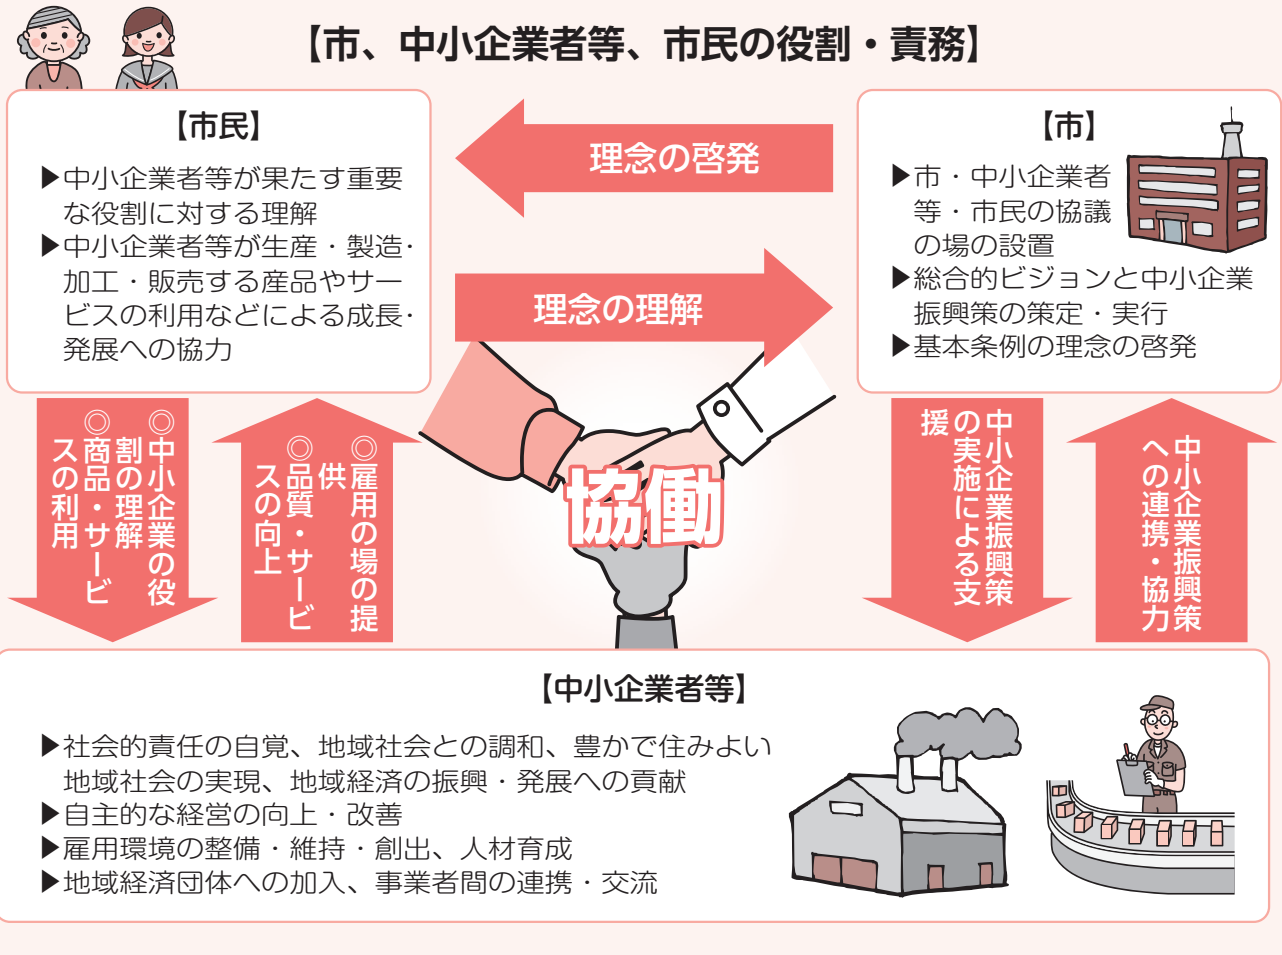 【市、中小企業者等、市民の役割・責務】
【市民】
▶中小企業者等が果たす重要
な役割に対する理解
▶中小企業者等が生産・製造・
加工・販売する産品やサー
ビスの利用などによる成長・
発展への協力
理念の啓発
理念の理解
【市】
▶市・中小企業者
等・市民の協議
の場の設置
▶総合的ビジョンと中小企業
振興策の策定・実行
▶基本条例の理念の啓発
◎中小企業の役
割の理解
◎商品・サービ
スの利用
◎雇用の場の提
供
◎品質・サービ
スの向上
協働
中小企業振興策
の実施による支
援
中小企業振興策
への連携・協力
【中小企業者等】
▶社会的責任の自覚、地域社会との調和、豊かで住みよい
地域社会の実現、地域経済の振興・発展への貢献
▶自主的な経営の向上・改善
▶雇用環境の整備・維持・創出、人材育成
▶地域経済団体への加入、事業者間の連携・交流